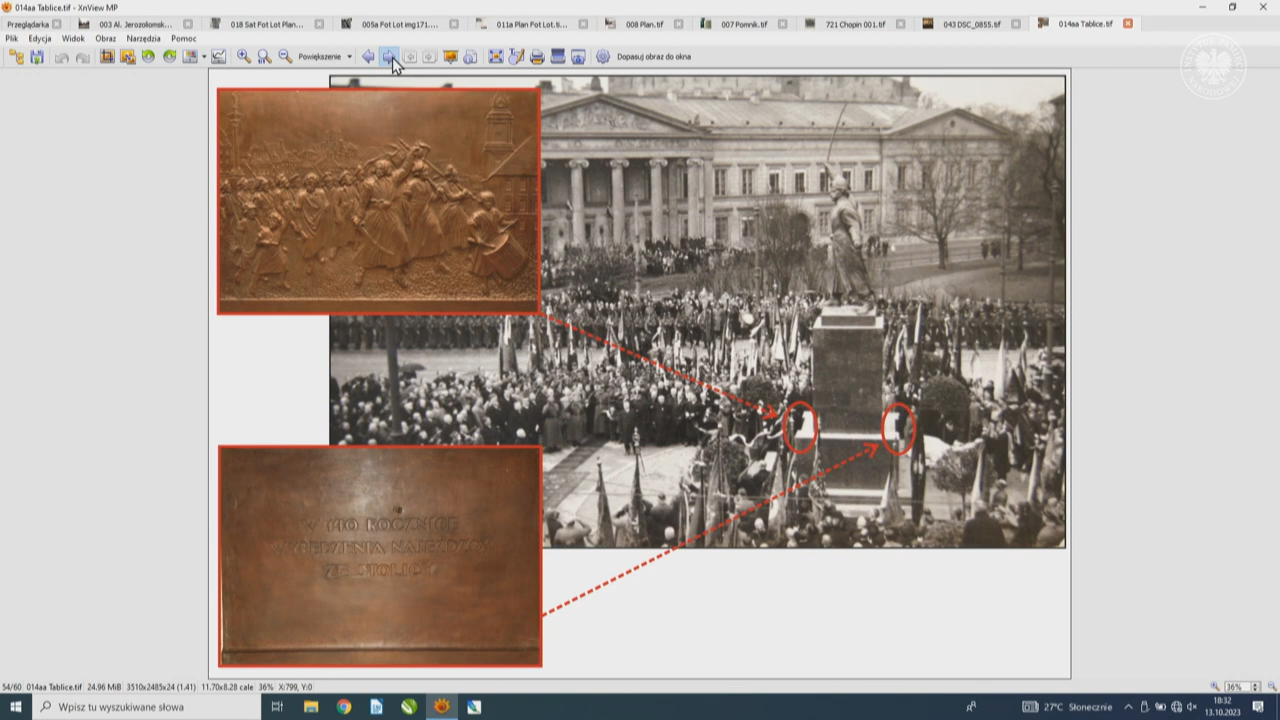 014aa Tablice.tif - XnView MP
Przeglądarka
003 Al. Jerozolimsk...
018 Sat Fot Lot Plan...
005a Fot Lot img171....
011a Plan Fot Lot.ti...
008 Plan.tif
007 Pomnik.tif
721 Chopin 001.tif
043 DSC_0855.tif
014aa Tablice.tif
Plik Edycja Widok Obraz Narzędzia Pomoc
Powiększenie
Dopasuj obraz do okna
ROCZNICĘ
ZE STOLICY
54/60 014aa Tablice.tif 24.96 MiB 3510x2485x24 (1.41) 11.70x8.28 cale 36% X:799, Y:0
36%
Wpisz tu wyszukiwane słowa
27°C Słonecznie
18:32
13.10.2023